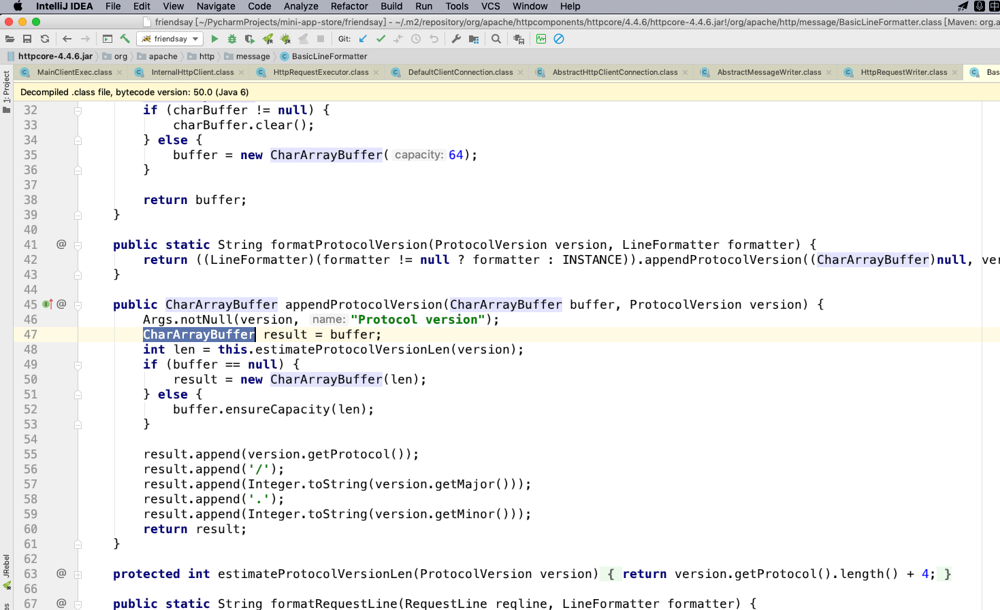 IntelliJ IDEA File Edit View Navigate Code Analyze Refactor Build Run Tools VCS Window Help
friendsay [~/PycharmProjects/mini-app-store/friendsay] - ~/.m2/repository/org/apache/httpcomponents/httpcore/4.4.6/httpcore-4.4.6.jar!/org/apache/http/message/BasicLineFormatter.class [Maven: org.a
friendsay Git:
httpcore-4.4.6.jar org apache http message BasicLineFormatter
MainClientExec.class InternalHttpClient.class HttpRequestExecutor.class DefaultClientConnection.class AbstractHttpClientConnection.class AbstractMessageWriter.class HttpRequestWriter.class Bas
1: Project
Decompiled .class file, bytecode version: 50.0 (Java 6)
32 if (charBuffer != null) {
33 charBuffer.clear();
34 } else {
35 buffer = new CharArrayBuffer( capacity: 64);
36 }
37
38 return buffer;
39 }
40
41 @ public static String formatProtocolVersion(ProtocolVersion version, LineFormatter formatter) {
42 return ((LineFormatter)(formatter != null ? formatter : INSTANCE)).appendProtocolVersion((CharArrayBuffer)null, ver
43 }
44
45 @ public CharArrayBuffer appendProtocolVersion(CharArrayBuffer buffer, ProtocolVersion version) {
46 Args.notNull(version, name: "Protocol version");
47 CharArrayBuffer result = buffer;
48 int len = this.estimateProtocolVersionLen(version);
49 if (buffer == null) {
50 result = new CharArrayBuffer(len);
51 } else {
52 buffer.ensureCapacity(len);
53 }
54
55 result.append(version.getProtocol());
56 result.append('/');
57 result.append(Integer.toString(version.getMajor()));
58 result.append('.');
59 result.append(Integer.toString(version.getMinor()));
60 return result;
61 }
62
63 @ protected int estimateProtocolVersionLen(ProtocolVersion version) { return version.getProtocol().length() + 4; }
66
67 @ public static String formatRequestLine(RequestLine reqline, LineFormatter formatter) {
JRebel